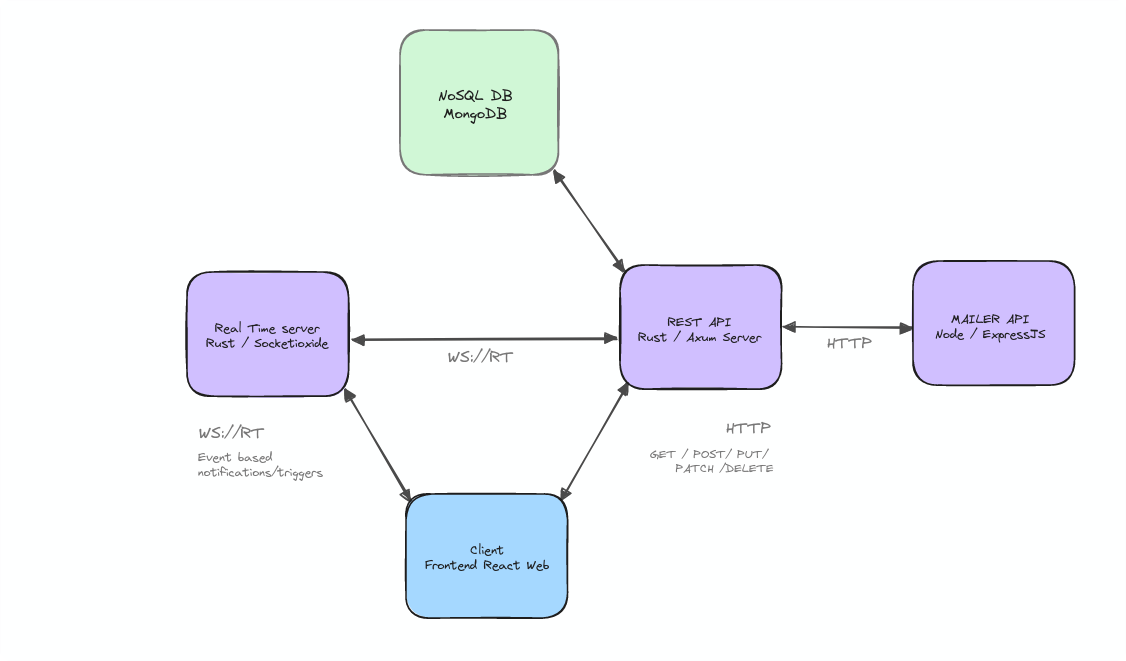 NoSQL DB
MongoDB
Real Time server
Rust / Socketioxide
REST API
Rust / Axum Server
MAILER API
Node / ExpressJS
WS://RT
HTTP
WS://RT
Event based
notifications/triggers
HTTP
GET / POST/ PUT/
PATCH /DELETE
Client
Frontend React Web